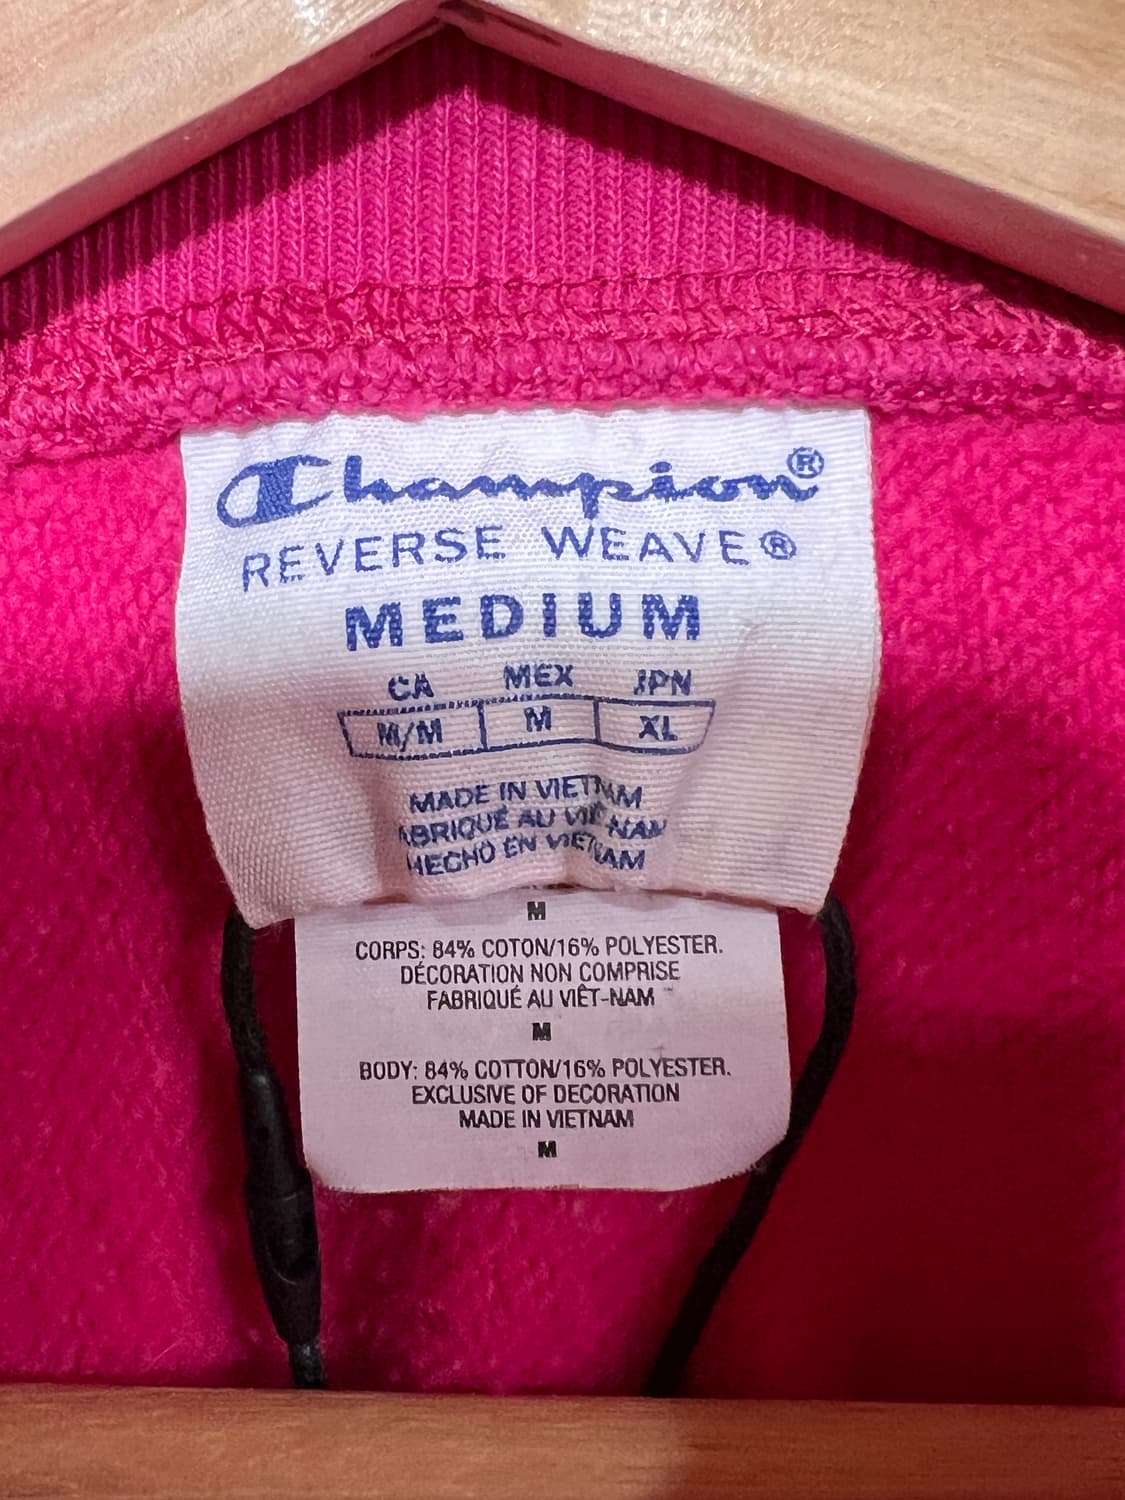 Champion®
REVERSE WEAVE®
MEDIUM
CA MEX JPN
M/M M XL
MADE IN VIETNAM
FABRIQUÉ AU VIÊT-NAM
HECHO EN VIETNAM
M
CORPS: 84% COTON/16% POLYESTER.
DÉCORATION NON COMPRISE
FABRIQUÉ AU VIÊT-NAM
M
BODY: 84% COTTON/16% POLYESTER.
EXCLUSIVE OF DECORATION
MADE IN VIETNAM
M